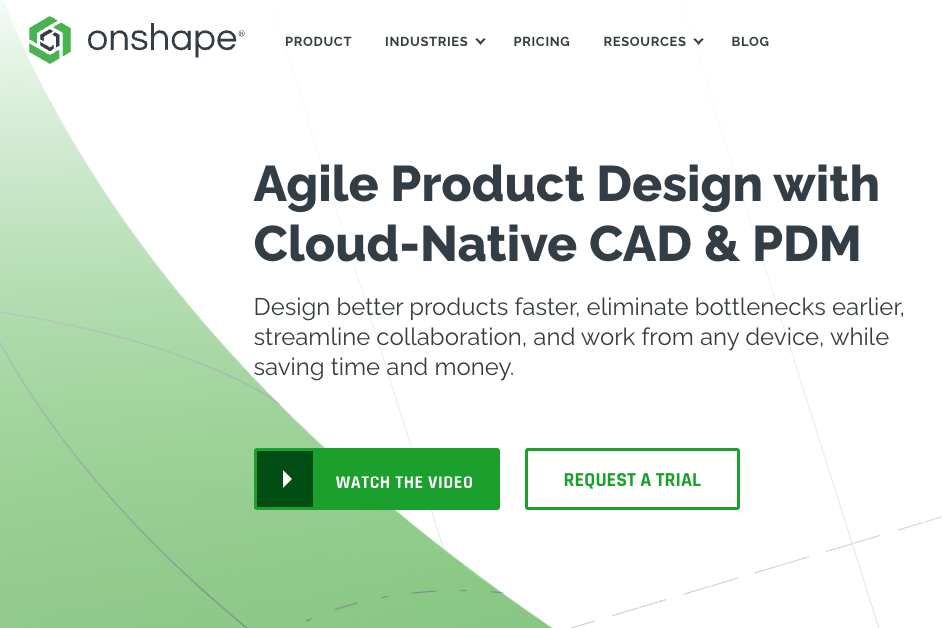 onshape®
PRODUCT INDUSTRIES PRICING RESOURCES BLOG
Agile Product Design with
Cloud-Native CAD & PDM
Design better products faster, eliminate bottlenecks earlier,
streamline collaboration, and work from any device, while
saving time and money.
WATCH THE VIDEO
REQUEST A TRIAL